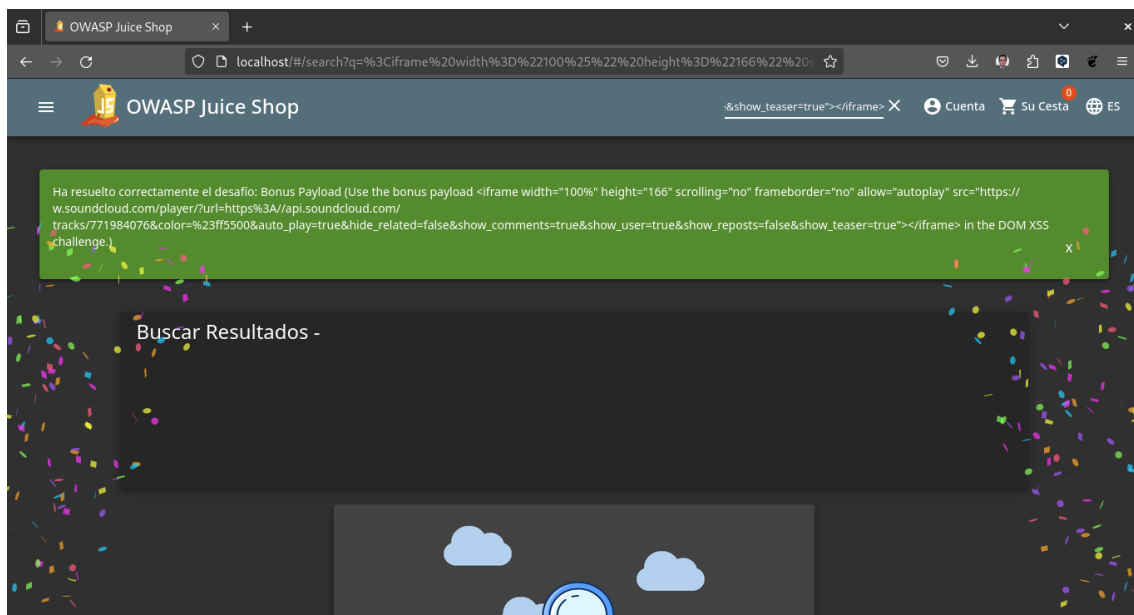 OWASP Juice Shop
localhost/#/search?q=%3Ciframe%20width%3D%22100%25%22%20height%3D%22166%22%20s
OWASP Juice Shop
&show_teaser="true"></iframe>
Cuenta
0
Su Cesta
ES
Ha resuelto correctamente el desafío: Bonus Payload (Use the bonus payload <iframe width="100%" height="166" scrolling="no" frameborder="no" allow="autoplay" src="https://
w.soundcloud.com/player/?url=https%3A//api.soundcloud.com/
tracks/771984076&color=%23ff5500&auto_play=true&hide_related=false&show_comments=true&show_user=true&show_reposts=false&show_teaser=true"></iframe> in the DOM XSS
challenge.)
X
Buscar Resultados -